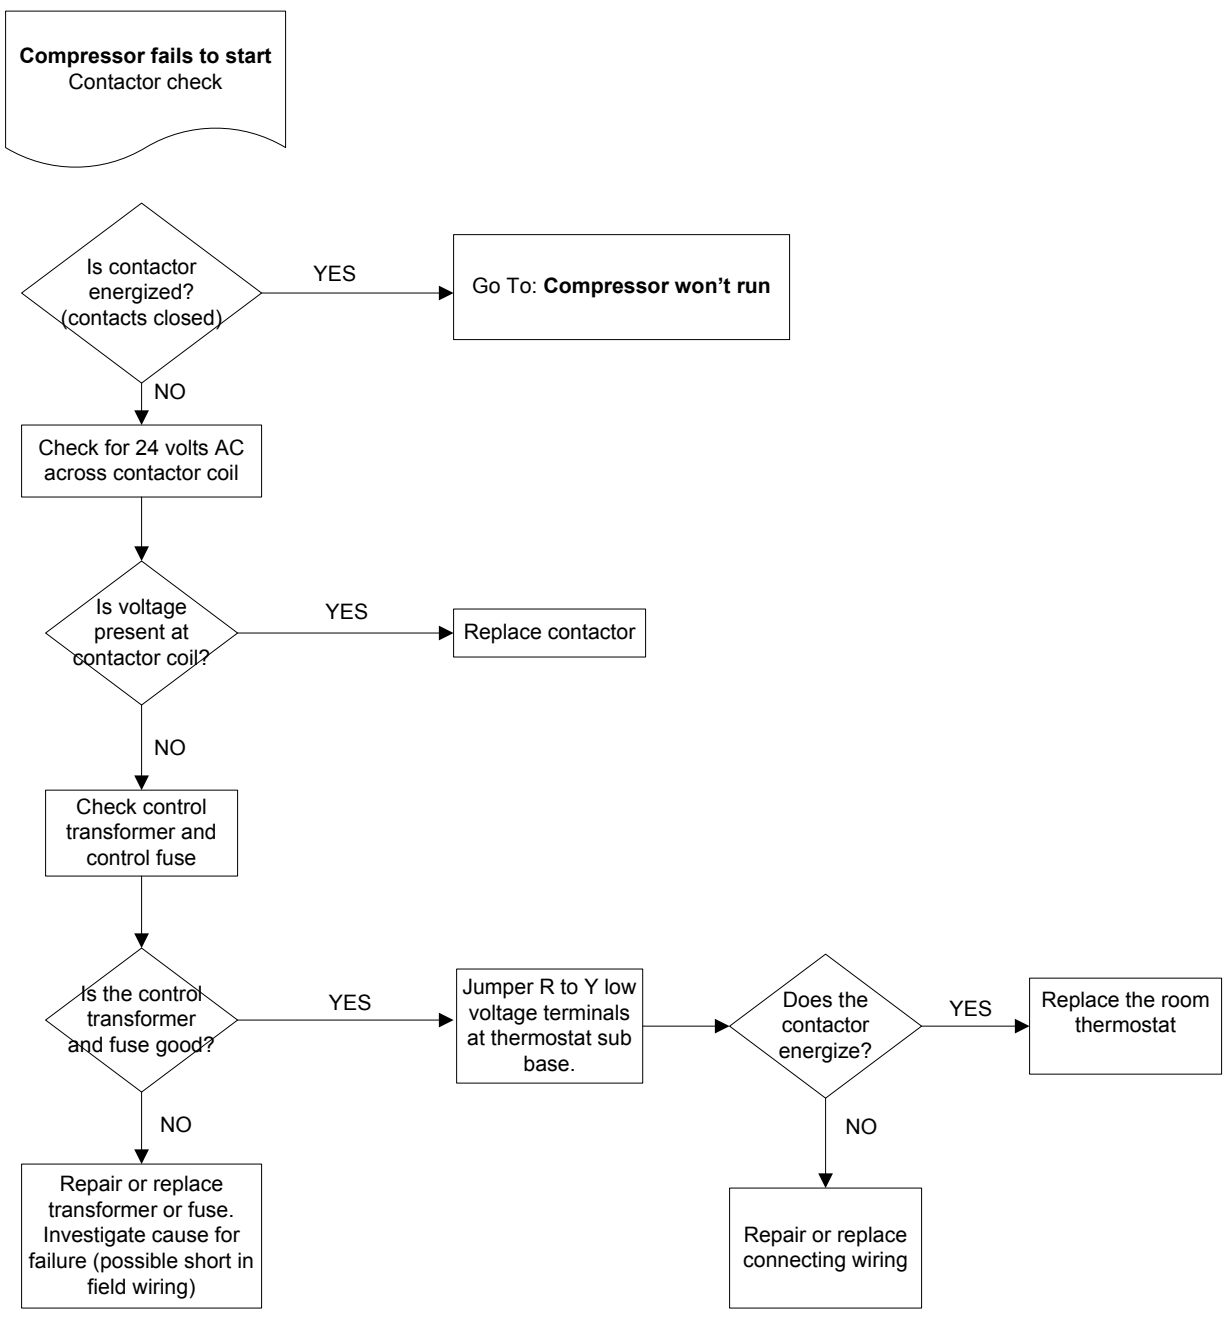 Compressor fails to start
Contactor check
Is contactor
energized?
(contacts closed)
YES
Go To: Compressor won’t run
NO
Check for 24 volts AC
across contactor coil
Is voltage
present at
contactor coil?
YES
Replace contactor
NO
Check control
transformer and
control fuse
Is the control
transformer
and fuse good?
YES
Jumper R to Y low
voltage terminals
at thermostat sub
base.
Does the
contactor
energize?
YES
Replace the room
thermostat
NO
Repair or replace
transformer or fuse.
Investigate cause for
failure (possible short in
field wiring)
NO
Repair or replace
connecting wiring